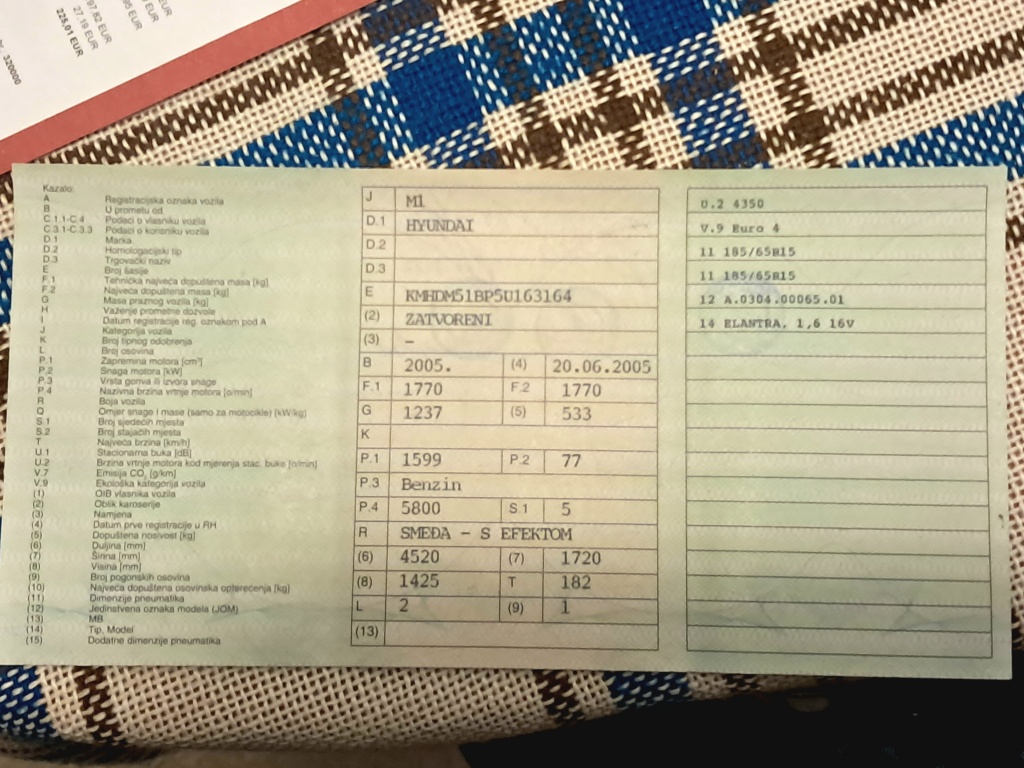 97,82 EUR
27,19 EUR
225,01 EUR
320000
Kazalo:
A Registracijska oznaka vozila
B U prometu od
C.1.1-C.4 Podaci o vlasniku vozila
C.3.1-C.3.3 Podaci o korisniku vozila
D.1 Marka
D.2 Homologacijski tip
D.3 Trgovački naziv
E Broj šasije
F.1 Tehnička najveća dopuštena masa [kg]
F.2 Najveća dopuštena masa [kg]
G Masa praznog vozila [kg]
H Važenje prometne dozvole
I Datum registracije reg. oznakom pod A
J Kategorija vozila
K Broj tipnog odobrenja
L Broj osovina
P.1 Zapremina motora [cm³]
P.2 Snaga motora [kW]
P.3 Vrsta goriva ili izvora snage
P.4 Nazivna brzina vrtnje motora [o/min]
R Boja vozila
Q Omjer snage i mase (samo za motocikle) [kW/kg]
S.1 Broj sjedećih mjesta
S.2 Broj stajaćih mjesta
T Najveća brzina [km/h]
U.1 Stacionarna buka [dB]
U.2 Brzina vrtnje motora kod mjerenja stac. buke [o/min]
V.7 Emisija CO₂ [g/km]
V.9 Ekološka kategorija vozila
(1) OIB vlasnika vozila
(2) Oblik karoserije
(3) Namjena
(4) Datum prve registracije u RH
(5) Dopuštena nosivost [kg]
(6) Duljina [mm]
(7) Širina [mm]
(8) Visina [mm]
(9) Broj pogonskih osovina
(10) Najveća dopuštena osovinska opterećenja [kg]
(11) Dimenzije pneumatika
(12) Jedinstvena oznaka modela (JOM)
(13) MB
(14) Tip, Model
(15) Dodatne dimenzije pneumatika
J M1
D.1 HYUNDAI
D.2
D.3
E KMHDM51BP5U163164
(2) ZATVORENI
(3) –
B 2005. (4) 20.06.2005
F.1 1770 F.2 1770
G 1237 (5) 533
K
P.1 1599 P.2 77
P.3 Benzin
P.4 5800 S.1 5
R SMEĐA – S EFEKTOM
(6) 4520 (7) 1720
(8) 1425 T 182
L 2 (9) 1
(13)
U.2 4350
V.9 Euro 4
11 185/65R15
11 185/65R15
12 A.0304.00065.01
14 ELANTRA, 1,6 16V